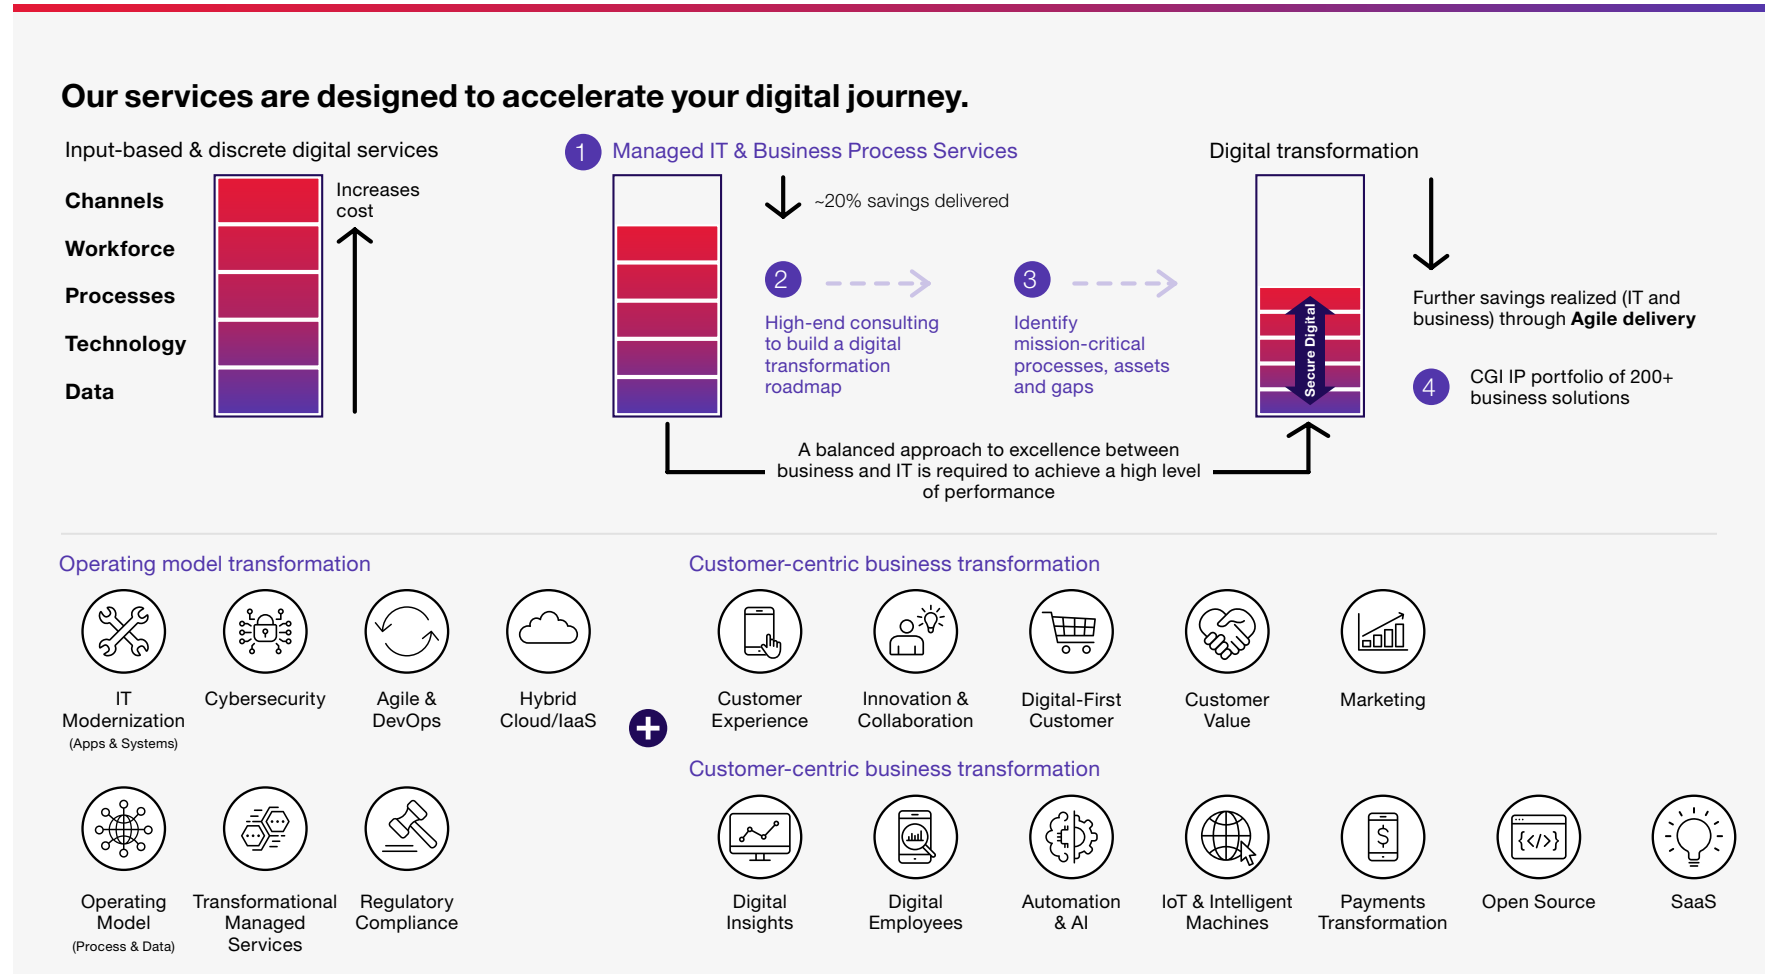 Our services are designed to accelerate your digital journey.
Input-based & discrete digital services
Channels
Workforce
Processes
Technology
Data
Increases
cost
1
Managed IT & Business Process Services
~20% savings delivered
2
High-end consulting
to build a digital
transformation
roadmap
3
Identify
mission-critical
processes, assets
and gaps
Digital transformation
Secure Digital
Further savings realized (IT and
business) through Agile delivery
4
CGI IP portfolio of 200+
business solutions
A balanced approach to excellence between
business and IT is required to achieve a high level
of performance
Operating model transformation
IT
Modernization
(Apps & Systems)
Cybersecurity
Agile &
DevOps
Hybrid
Cloud/IaaS
Operating
Model
(Process & Data)
Transformational
Managed
Services
Regulatory
Compliance
+
Customer-centric business transformation
Customer
Experience
Innovation &
Collaboration
Digital-First
Customer
Customer
Value
Marketing
Customer-centric business transformation
Digital
Insights
Digital
Employees
Automation
& AI
IoT & Intelligent
Machines
$
Payments
Transformation
{</>}
Open Source
SaaS